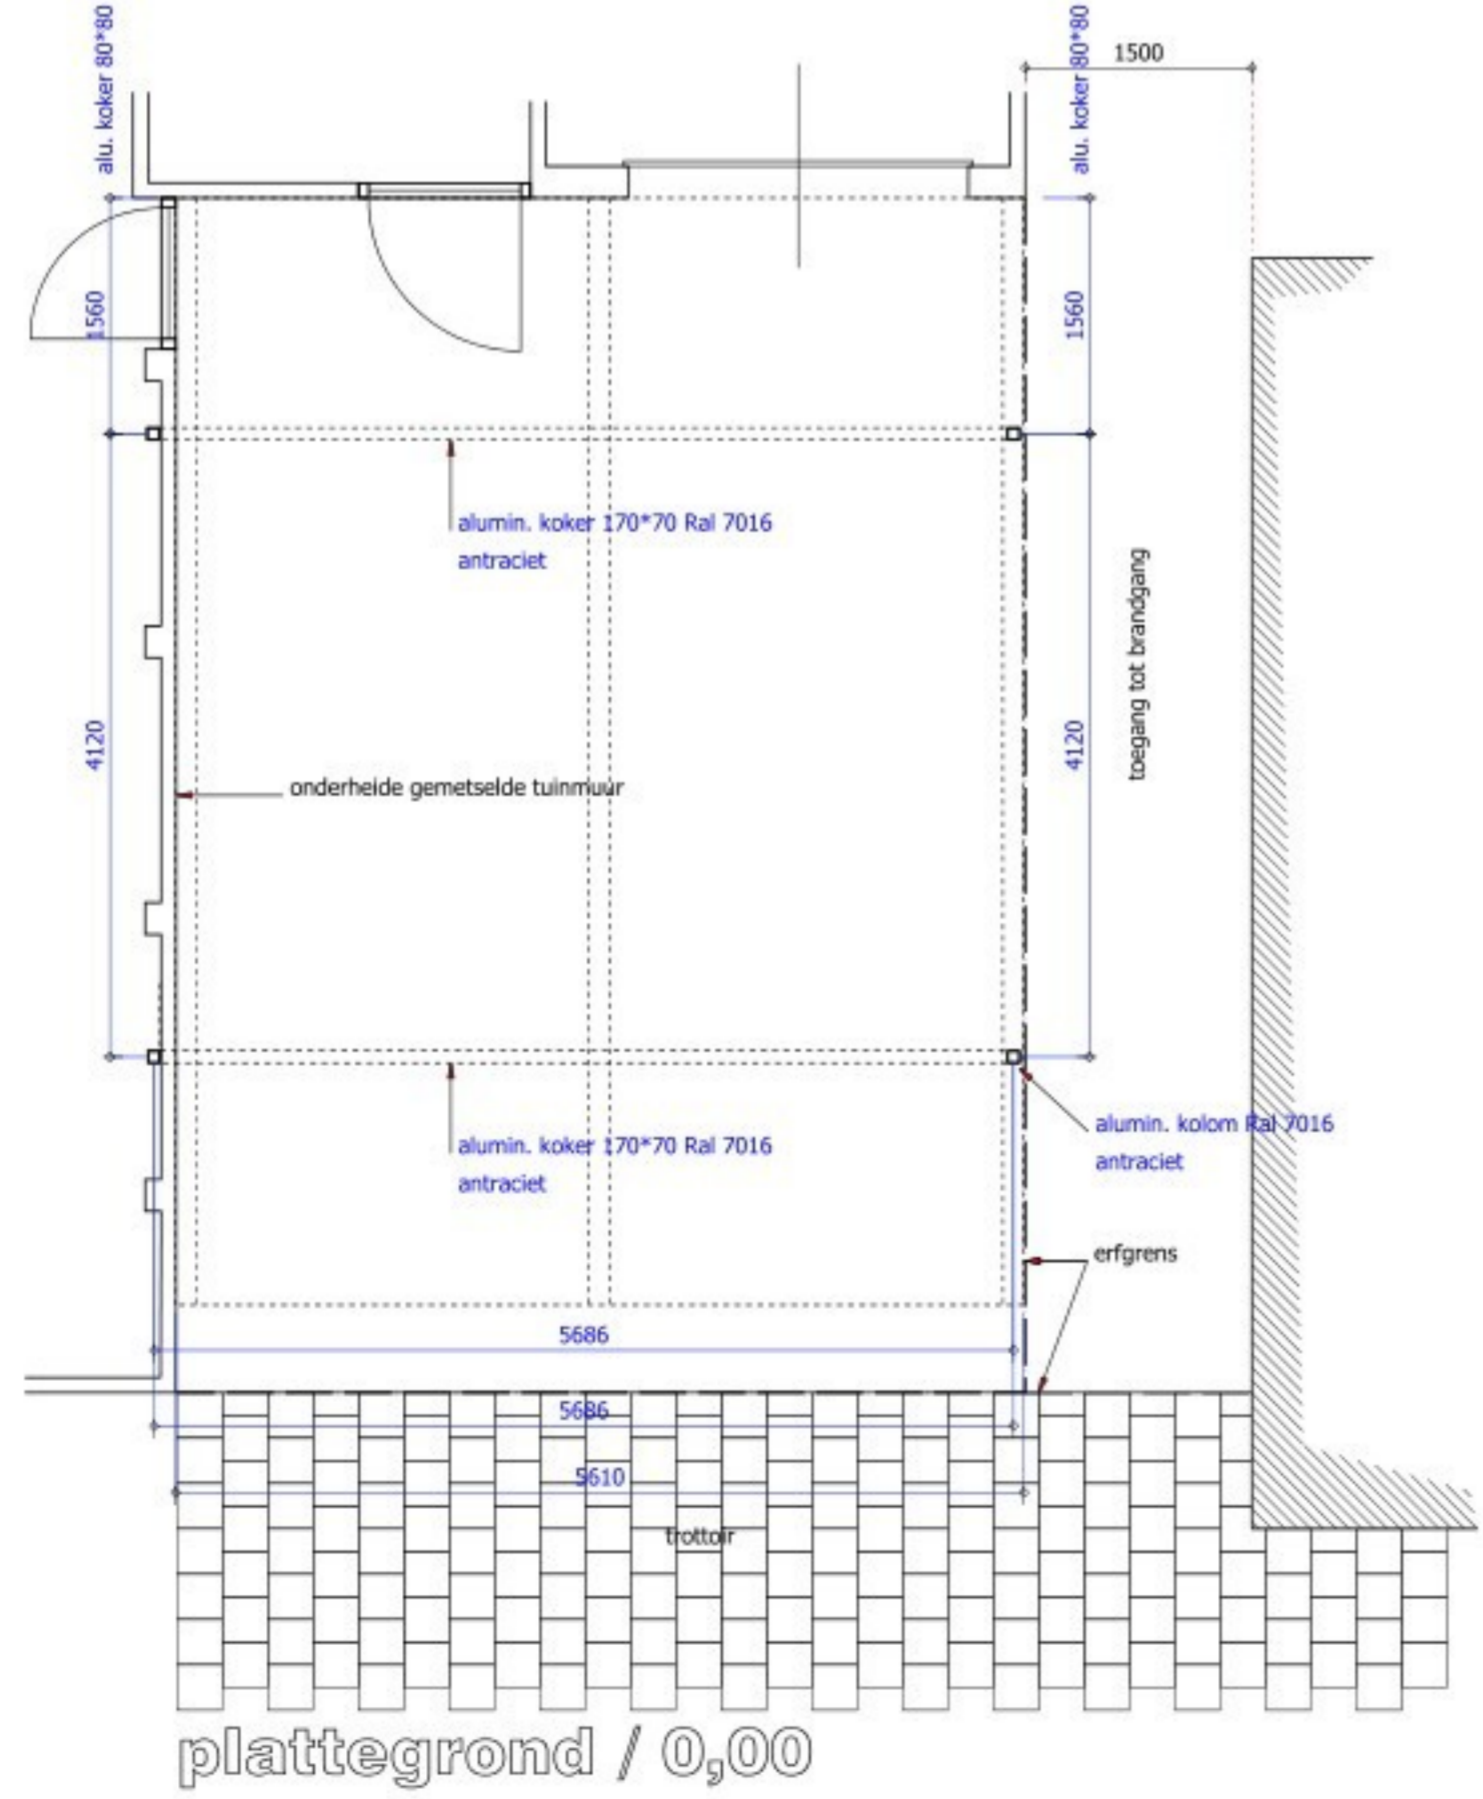 alu. koker 80*80
alu. koker 80*80
1500
1560
1560
alumin. koker 170*70 Ral 7016
antraciet
toegang tot brandgang
4120
4120
onderheide gemetselde tuinmuur
alumin. kolom Ral 7016
antraciet
alumin. koker 170*70 Ral 7016
antraciet
erfgrens
5686
5686
5610
trottoir
plattegrond / 0,00